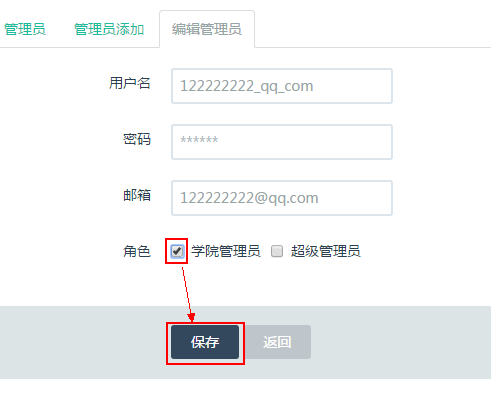 管理员 管理员添加 编辑管理员
用户名 122222222_qq_com
密码 ******
邮箱 122222222@qq.com
角色 学院管理员 超级管理员
保存 返回